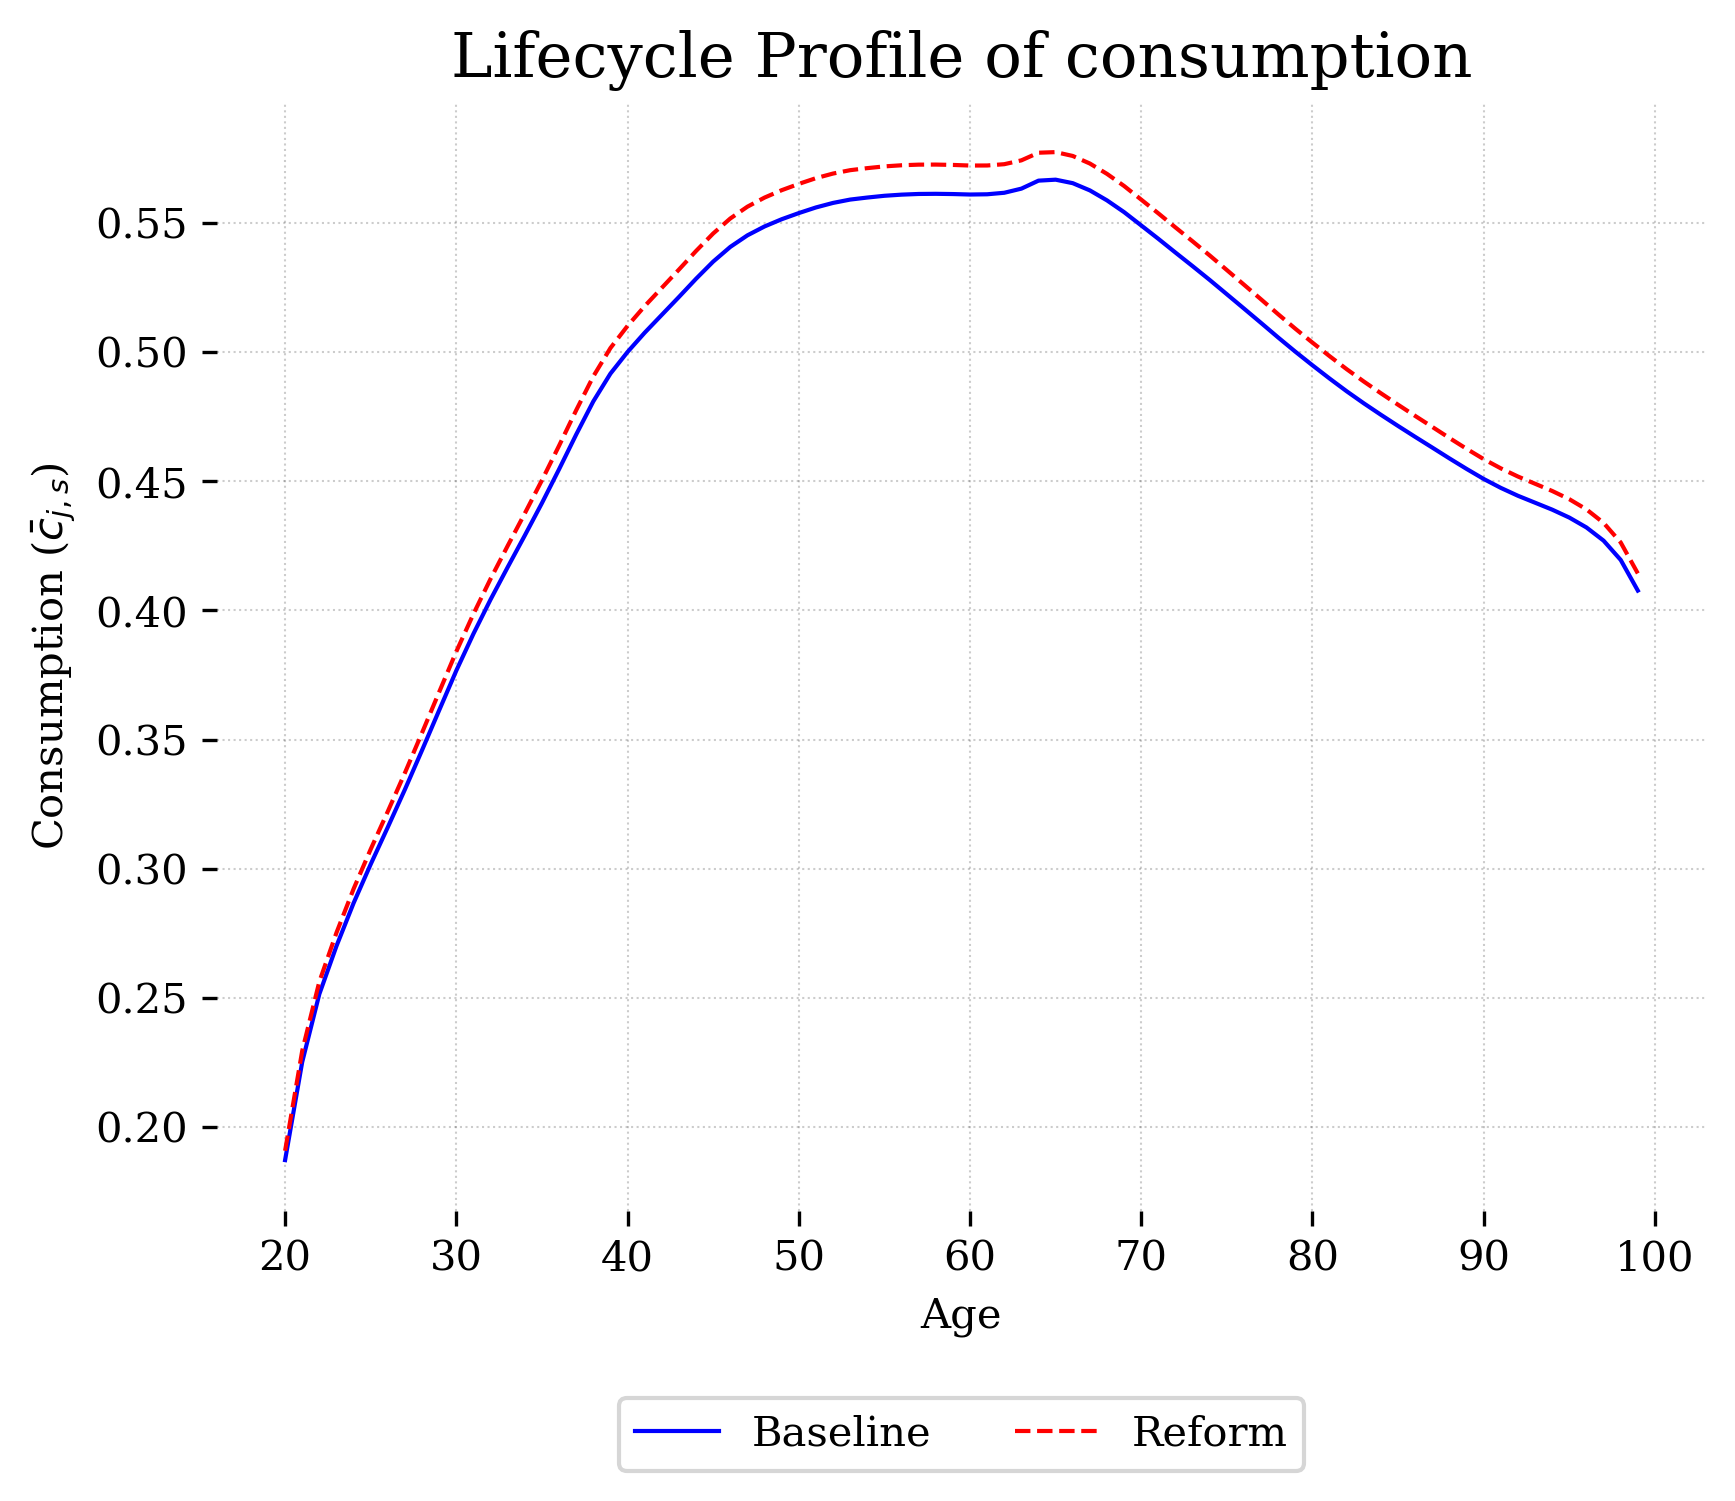 Lifecycle Profile of consumption
Consumption (c̄j,s)
0.55
0.50
0.45
0.40
0.35
0.30
0.25
0.20
20 30 40 50 60 70 80 90 100
Age
Baseline Reform